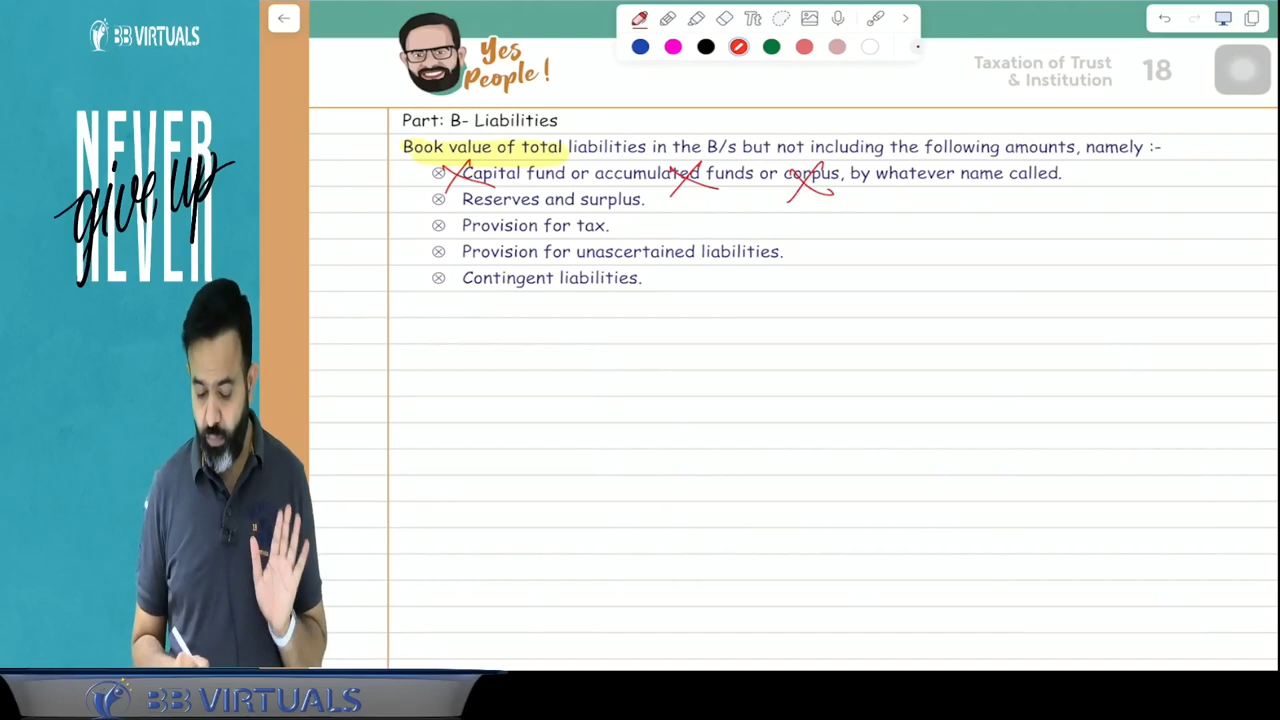 BB VIRTUALS
NEVER
give up
NEVER
Yes
People!
Tt
Taxation of Trust
& Institution
18
Part: B- Liabilities
Book value of total liabilities in the B/s but not including the following amounts, namely :-
Capital fund or accumulated funds or corpus, by whatever name called.
Reserves and surplus.
Provision for tax.
Provision for unascertained liabilities.
Contingent liabilities.
BB VIRTUALS